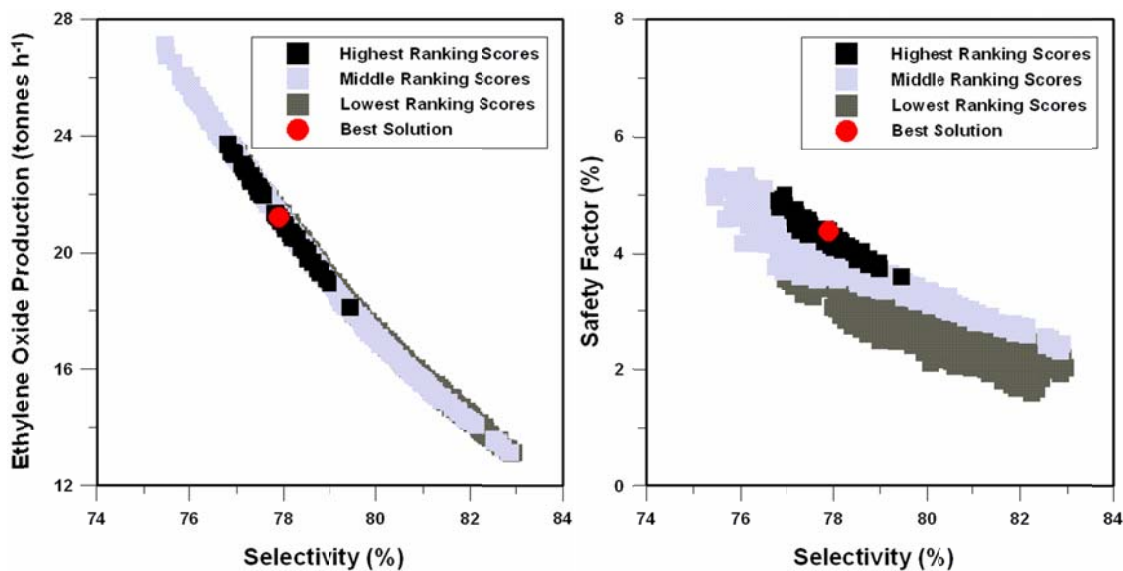 Ethylene Oxide Production (tonnes h-1)
28
24
20
16
12
Highest Ranking Scores
Middle Ranking Scores
Lowest Ranking Scores
Best Solution
74 76 78 80 82 84
Selectivity (%)
Safety Factor (%)
8
6
4
2
0
Highest Ranking Scores
Middle Ranking Scores
Lowest Ranking Scores
Best Solution
74 76 78 80 82 84
Selectivity (%)